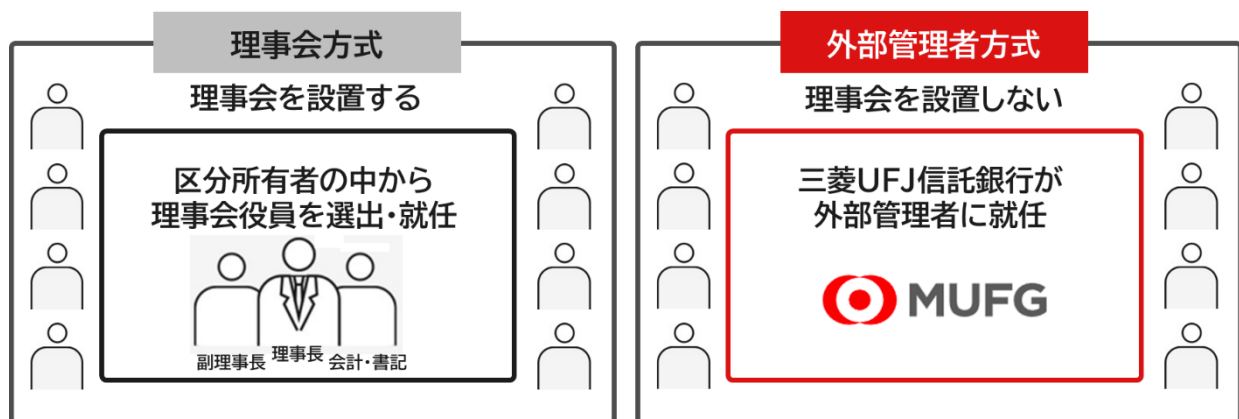 理事会方式
理事会を設置する
区分所有者の中から
理事会役員を選出・就任
副理事長 理事長 会計・書記
外部管理者方式
理事会を設置しない
三菱UFJ信託銀行が
外部管理者に就任
MUFG